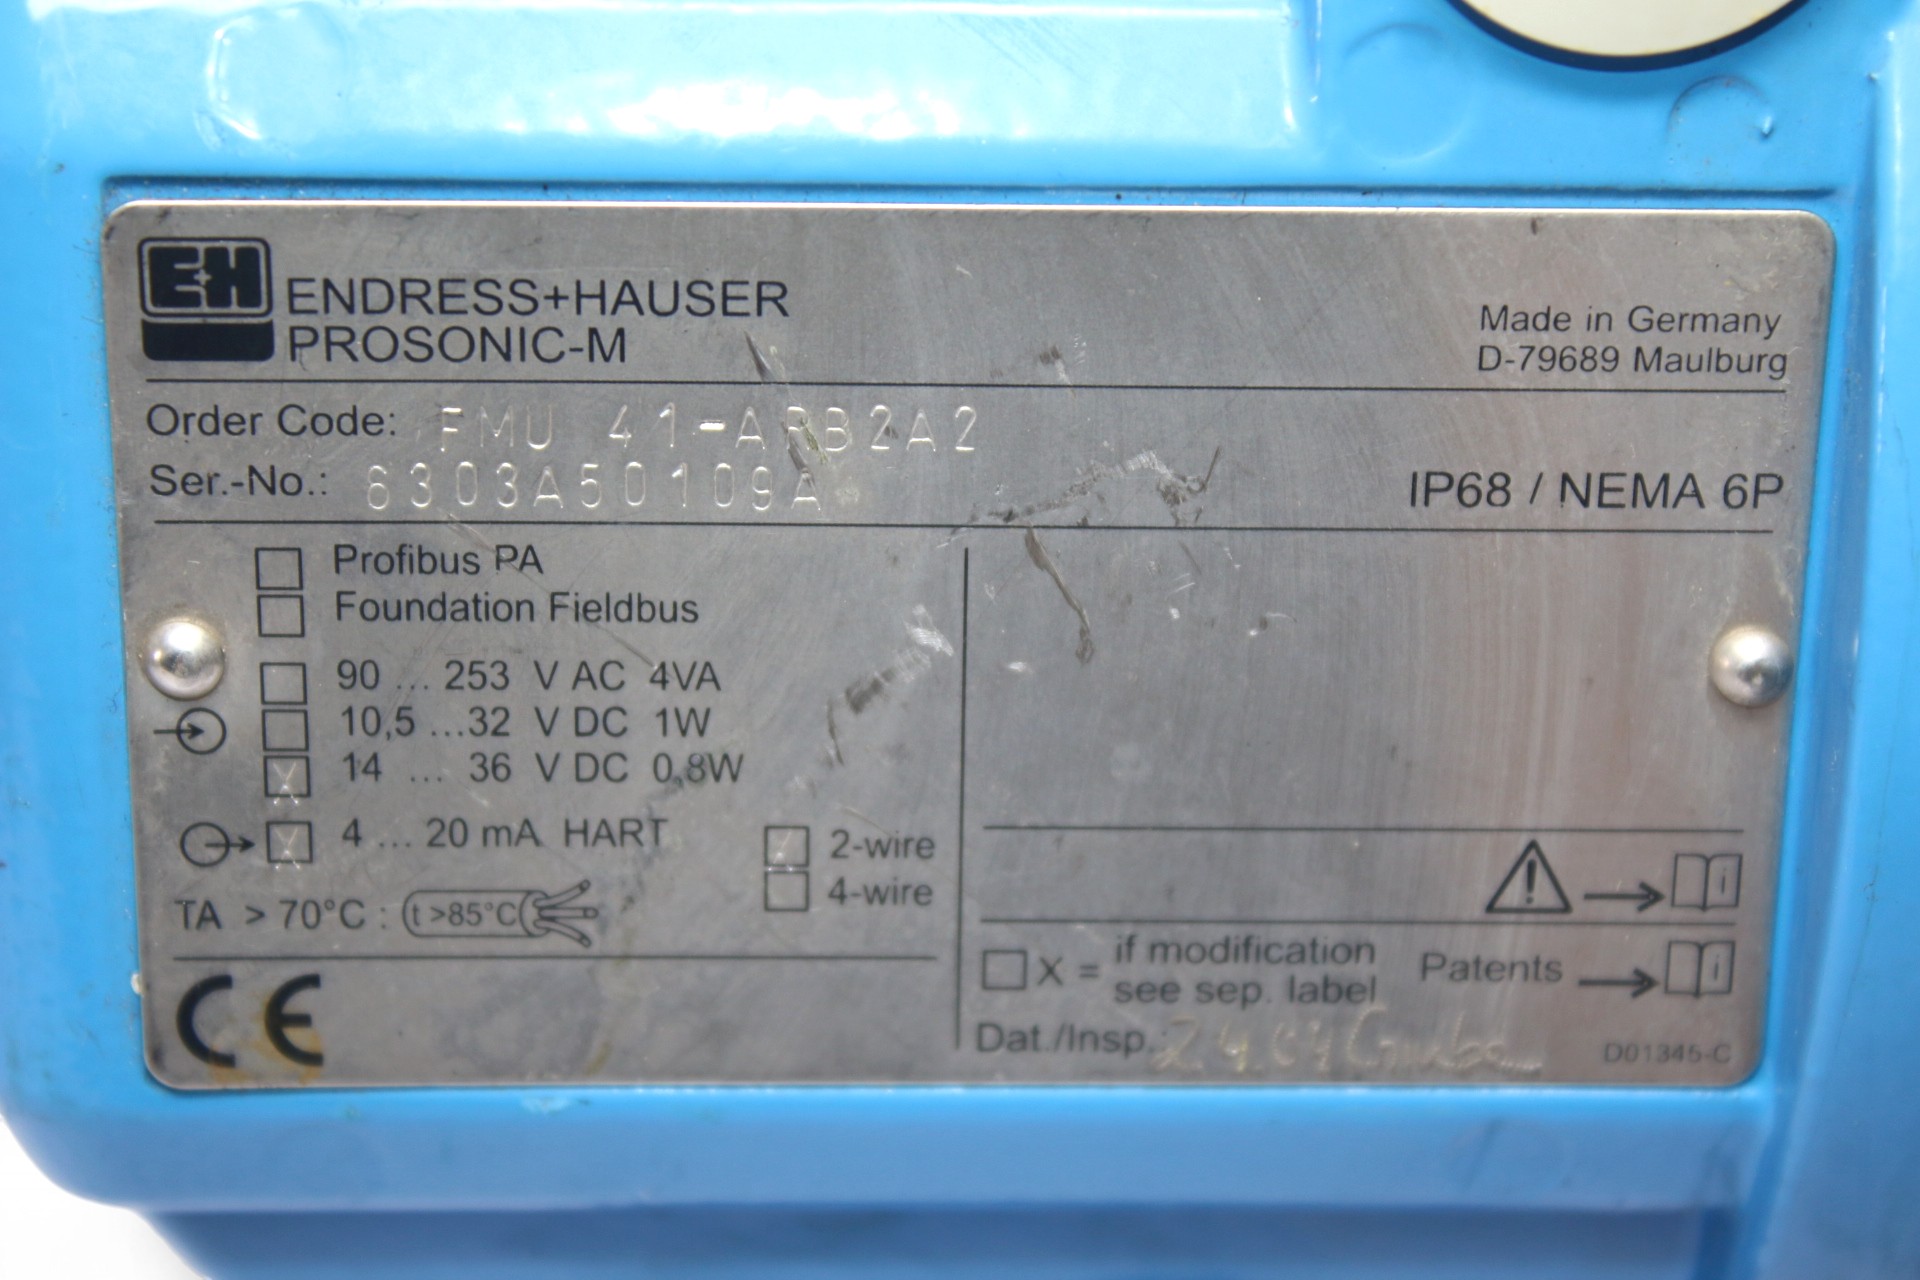 E+H
ENDRESS+HAUSER
PROSONIC-M
Made in Germany
D-79689 Maulburg
Order Code: FMU 41-ARB2A2
Ser.-No.: 6303A50109A
IP68 / NEMA 6P
Profibus PA
Foundation Fieldbus
90 ... 253 V AC 4VA
10,5 ...32 V DC 1W
X 14 ... 36 V DC 0,8W
X 4 ... 20 mA HART
X 2-wire
4-wire
TA > 70°C : t >85°C
CE
X = if modification
see sep. label
Patents
Dat./Insp.:
D01345-C